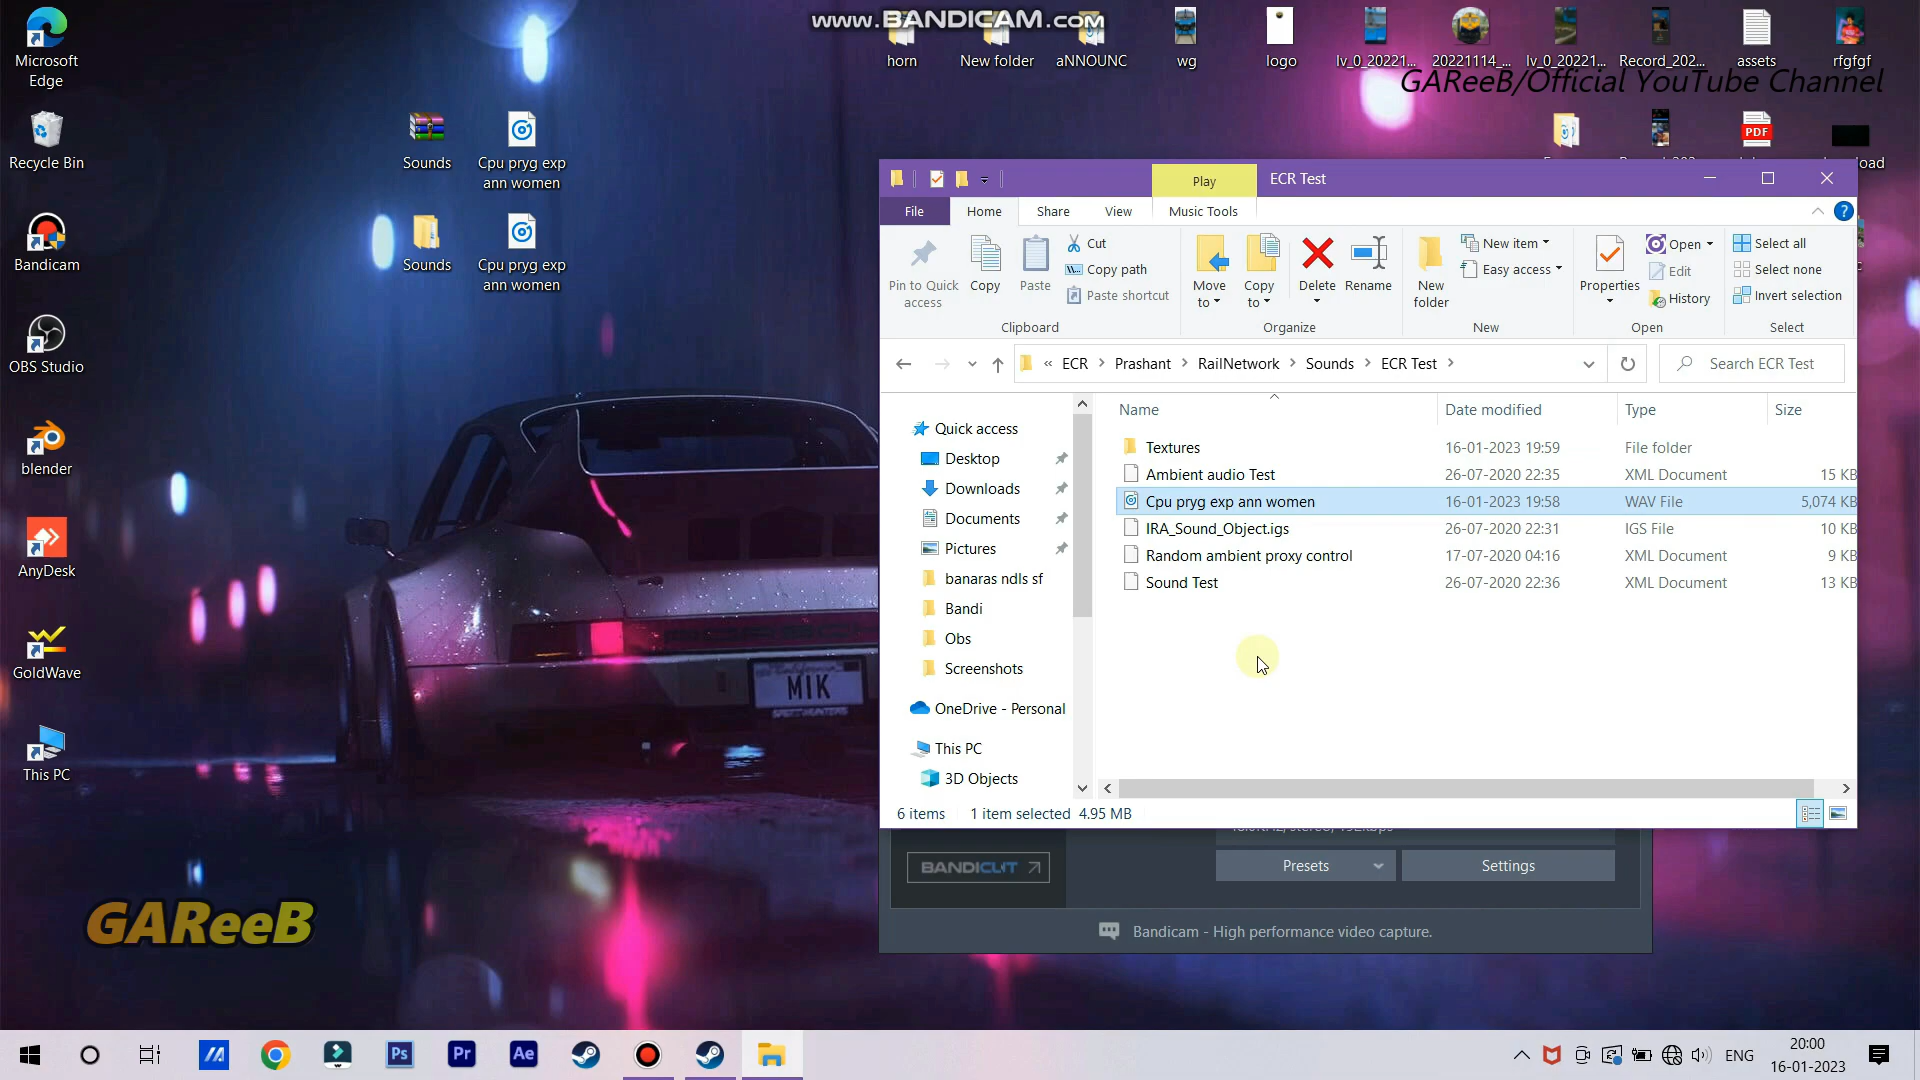 www.BANDICAM.com
GAReeB/Official YouTube Channel
Microsoft
Edge
Recycle Bin
Bandicam
OBS Studio
blender
AnyDesk
GoldWave
This PC
Sounds
Cpu pryg exp
ann women
Sounds
Cpu pryg exp
ann women
horn
New folder
aNNOUNC
wg
logo
lv_0_20221...
20221114_...
lv_0_20221...
Record_202...
assets
rfgfgf
PDF
Play
ECR Test
File
Home
Share
View
Music Tools
Pin to Quick
access
Copy
Paste
Cut
Copy path
Paste shortcut
Clipboard
Move
to
Copy
to
Delete
Rename
Organize
New
folder
New item
Easy access
New
Properties
Open
Edit
History
Open
Select all
Select none
Invert selection
Select
« ECR > Prashant > RailNetwork > Sounds > ECR Test >
Search ECR Test
Quick access
Desktop
Downloads
Documents
Pictures
banaras ndls sf
Bandi
Obs
Screenshots
OneDrive - Personal
This PC
3D Objects
Name Date modified Type Size
Textures 16-01-2023 19:59 File folder
Ambient audio Test 26-07-2020 22:35 XML Document 15 KB
Cpu pryg exp ann women 16-01-2023 19:58 WAV File 5,074 KB
IRA_Sound_Object.igs 26-07-2020 22:31 IGS File 10 KB
Random ambient proxy control 17-07-2020 04:16 XML Document 9 KB
Sound Test 26-07-2020 22:36 XML Document 13 KB
6 items 1 item selected 4.95 MB
BANDICUT
Presets
Settings
Bandicam - High performance video capture.
MIK
GAReeB
Ps
Pr
Ae
ENG
20:00
16-01-2023